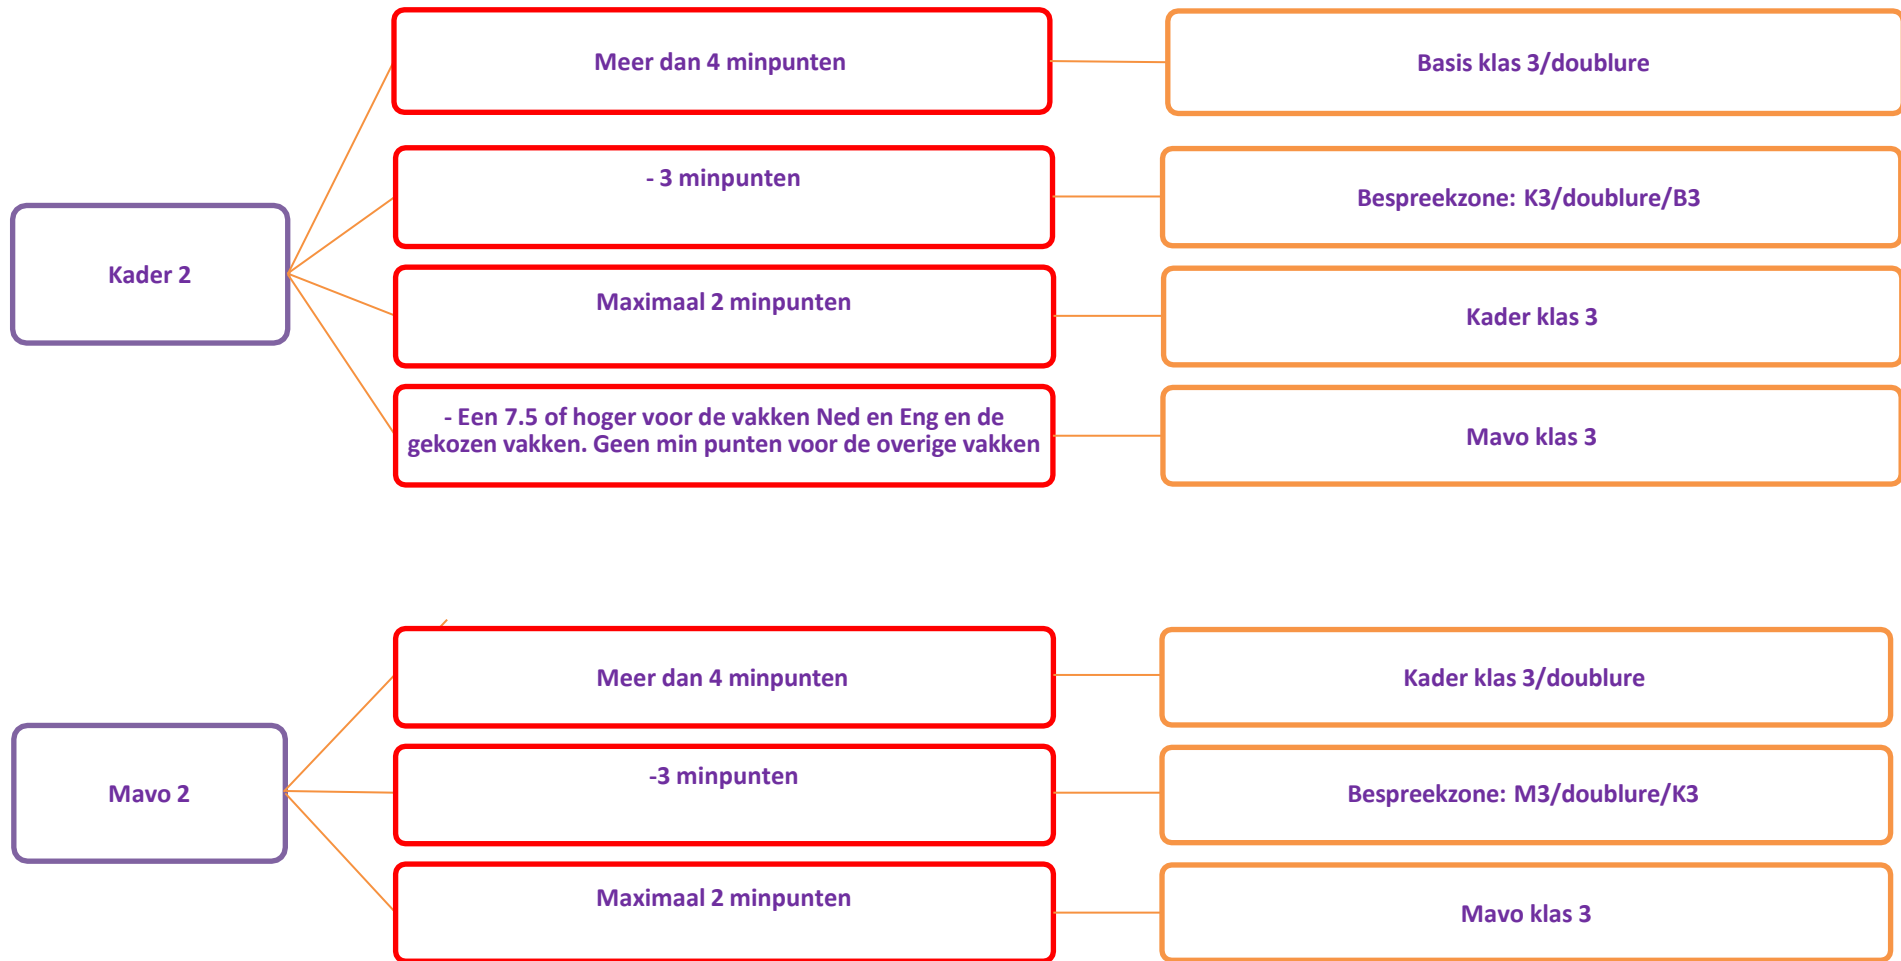 Meer dan 4 minpunten
Basis klas 3/doublure
- 3 minpunten
Bespreekzone: K3/doublure/B3
Kader 2
Maximaal 2 minpunten
Kader klas 3
- Een 7.5 of hoger voor de vakken Ned en Eng en de
gekozen vakken. Geen min punten voor de overige vakken
Mavo klas 3
Meer dan 4 minpunten
Kader klas 3/doublure
Mavo 2
-3 minpunten
Bespreekzone: M3/doublure/K3
Maximaal 2 minpunten
Mavo klas 3